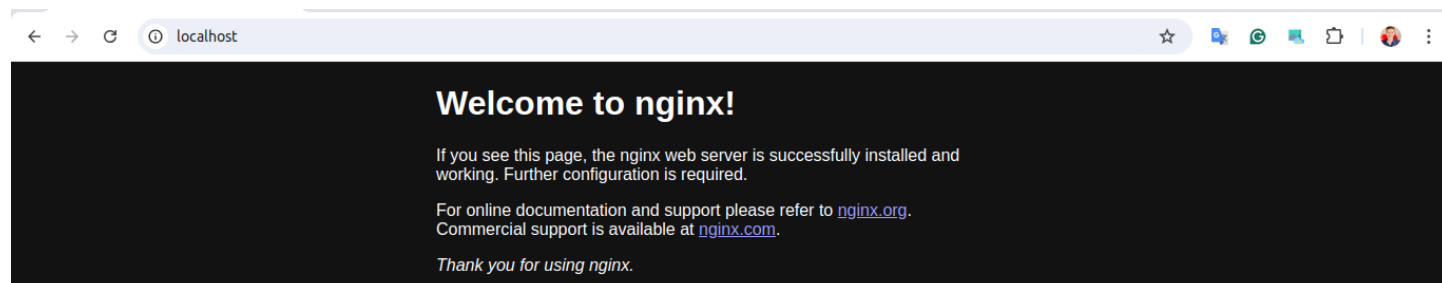 localhost
Welcome to nginx!
If you see this page, the nginx web server is successfully installed and
working. Further configuration is required.
For online documentation and support please refer to nginx.org.
Commercial support is available at nginx.com.
Thank you for using nginx.